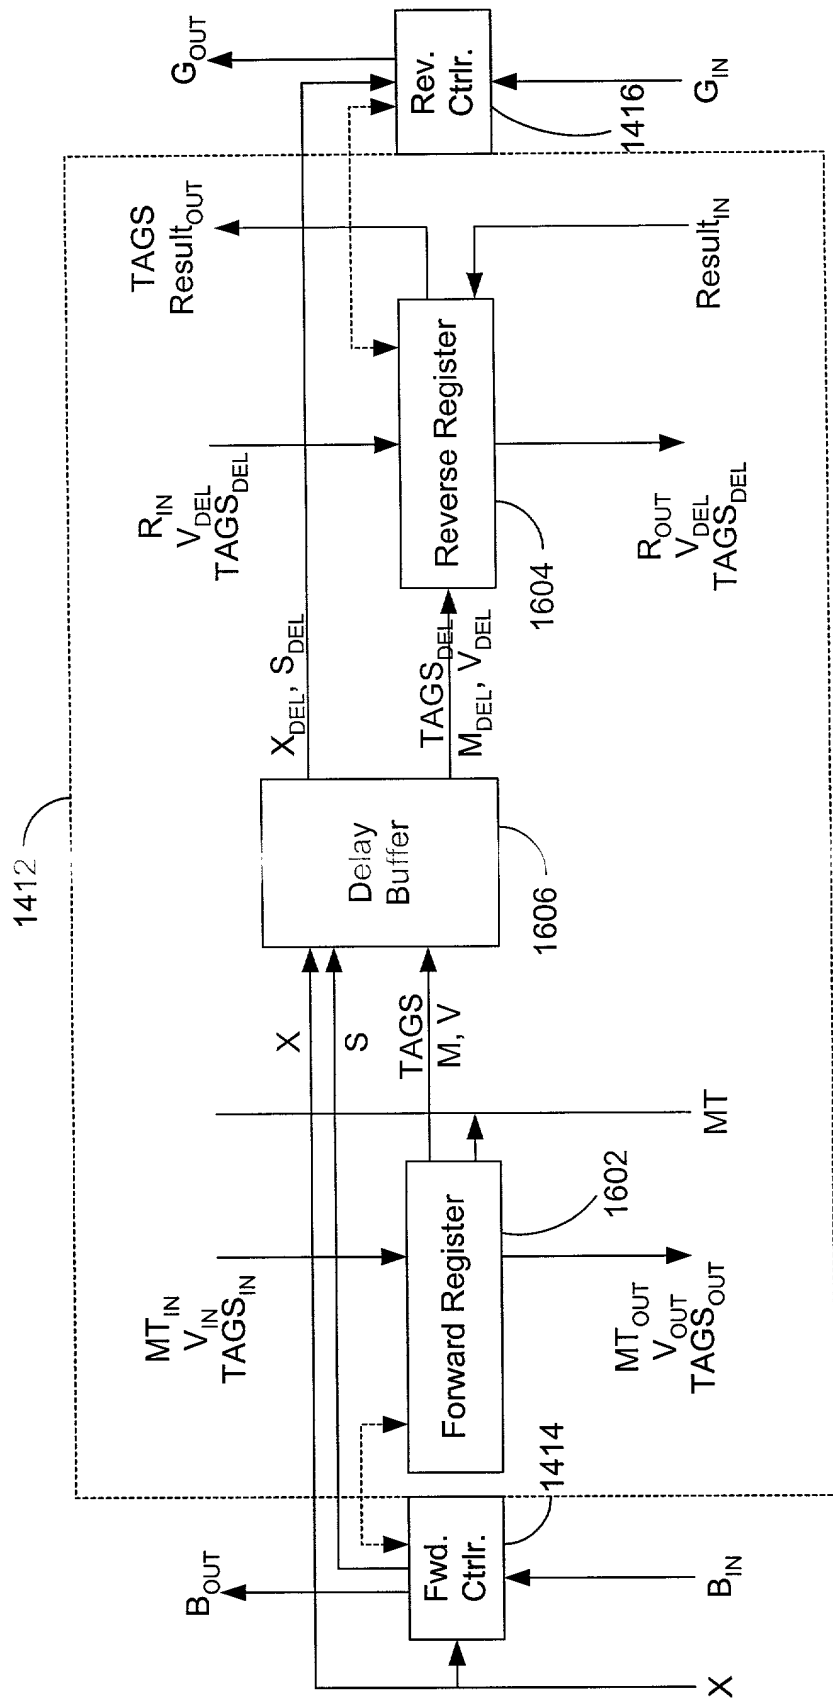 1412
B_OUT
X
B_IN
Fwd.
Ctrlr.
1414
MT_IN
V_IN
TAGS_IN
Forward Register
1602
MT_OUT
V_OUT
TAGS_OUT
MT
X
S
TAGS
M, V
Delay
Buffer
1606
X_DEL, S_DEL
TAGS_DEL
M_DEL, V_DEL
R_IN
V_DEL
TAGS_DEL
Reverse Register
1604
R_OUT
V_DEL
TAGS_DEL
TAGS
Result_OUT
Result_IN
G_OUT
Rev.
Ctrlr.
1416
G_IN